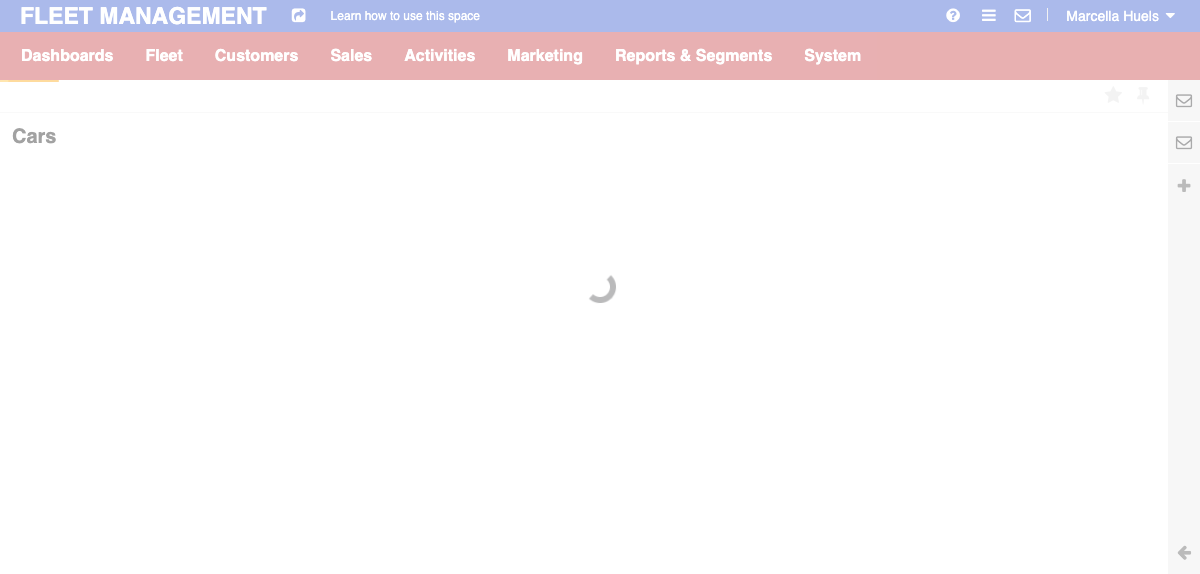 FLEET MANAGEMENT Learn how to use this space Marcella Huels
Dashboards Fleet Customers Sales Activities Marketing Reports & Segments System
Cars